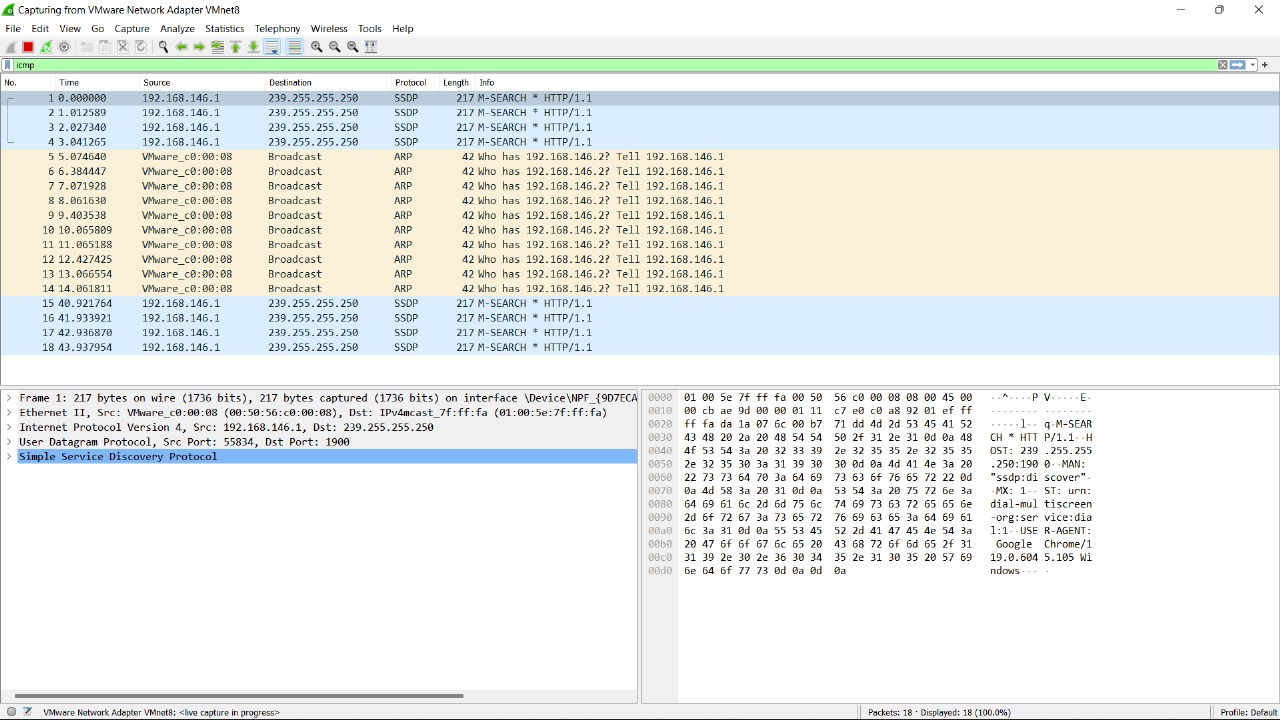 Capturing from VMware Network Adapter VMnet8
File Edit View Go Capture Analyze Statistics Telephony Wireless Tools Help
icmp
No. Time Source Destination Protocol Length Info
1 0.000000 192.168.146.1 239.255.255.250 SSDP 217 M-SEARCH * HTTP/1.1
2 1.012589 192.168.146.1 239.255.255.250 SSDP 217 M-SEARCH * HTTP/1.1
3 2.027340 192.168.146.1 239.255.255.250 SSDP 217 M-SEARCH * HTTP/1.1
4 3.041265 192.168.146.1 239.255.255.250 SSDP 217 M-SEARCH * HTTP/1.1
5 5.074640 VMware_c0:00:08 Broadcast ARP 42 Who has 192.168.146.2? Tell 192.168.146.1
6 6.384447 VMware_c0:00:08 Broadcast ARP 42 Who has 192.168.146.2? Tell 192.168.146.1
7 7.071928 VMware_c0:00:08 Broadcast ARP 42 Who has 192.168.146.2? Tell 192.168.146.1
8 8.061630 VMware_c0:00:08 Broadcast ARP 42 Who has 192.168.146.2? Tell 192.168.146.1
9 9.403538 VMware_c0:00:08 Broadcast ARP 42 Who has 192.168.146.2? Tell 192.168.146.1
10 10.065809 VMware_c0:00:08 Broadcast ARP 42 Who has 192.168.146.2? Tell 192.168.146.1
11 11.065188 VMware_c0:00:08 Broadcast ARP 42 Who has 192.168.146.2? Tell 192.168.146.1
12 12.427425 VMware_c0:00:08 Broadcast ARP 42 Who has 192.168.146.2? Tell 192.168.146.1
13 13.066554 VMware_c0:00:08 Broadcast ARP 42 Who has 192.168.146.2? Tell 192.168.146.1
14 14.061811 VMware_c0:00:08 Broadcast ARP 42 Who has 192.168.146.2? Tell 192.168.146.1
15 40.921764 192.168.146.1 239.255.255.250 SSDP 217 M-SEARCH * HTTP/1.1
16 41.933921 192.168.146.1 239.255.255.250 SSDP 217 M-SEARCH * HTTP/1.1
17 42.936870 192.168.146.1 239.255.255.250 SSDP 217 M-SEARCH * HTTP/1.1
18 43.937954 192.168.146.1 239.255.255.250 SSDP 217 M-SEARCH * HTTP/1.1
Frame 1: 217 bytes on wire (1736 bits), 217 bytes captured (1736 bits) on interface \Device\NPF_{9D7ECA
Ethernet II, Src: VMware_c0:00:08 (00:50:56:c0:00:08), Dst: IPv4mcast_7f:ff:fa (01:00:5e:7f:ff:fa)
Internet Protocol Version 4, Src: 192.168.146.1, Dst: 239.255.255.250
User Datagram Protocol, Src Port: 55834, Dst Port: 1900
Simple Service Discovery Protocol
0000 01 00 5e 7f ff fa 00 50 56 c0 00 08 08 00 45 00 ··^····P V·····E·
0010 00 cb ae 9d 00 00 01 11 c7 e0 c0 a8 92 01 ef ff ········ ········
0020 ff fa da 1a 07 6c 00 b7 71 dd 4d 2d 53 45 41 52 ·····l·· q·M-SEAR
0030 43 48 20 2a 20 48 54 54 50 2f 31 2e 31 0d 0a 48 CH * HTT P/1.1··H
0040 4f 53 54 3a 20 32 33 39 2e 32 35 35 2e 32 35 35 OST: 239 .255.255
0050 2e 32 35 30 3a 31 39 30 30 0d 0a 4d 41 4e 3a 20 .250:190 0··MAN:
0060 22 73 73 64 70 3a 64 69 73 63 6f 76 65 72 22 0d "ssdp:di scover"·
0070 0a 4d 58 3a 20 31 0d 0a 53 54 3a 20 75 72 6e 3a ·MX: 1·· ST: urn:
0080 64 69 61 6c 2d 6d 75 6c 74 69 73 63 72 65 65 6e dial-mul tiscreen
0090 2d 6f 72 67 3a 73 65 72 76 69 63 65 3a 64 69 61 -org:ser vice:dia
00a0 6c 3a 31 0d 0a 55 53 45 52 2d 41 47 45 4e 54 3a l:1··USE R-AGENT:
00b0 20 47 6f 6f 67 6c 65 20 43 68 72 6f 6d 65 2f 31 Google Chrome/1
00c0 31 39 2e 30 2e 36 30 34 35 2e 31 30 35 20 57 69 19.0.604 5.105 Wi
00d0 6e 64 6f 77 73 0d 0a 0d 0a ndows··· ·
VMware Network Adapter VMnet8: <live capture in progress>
Packets: 18 · Displayed: 18 (100.0%)
Profile: Default